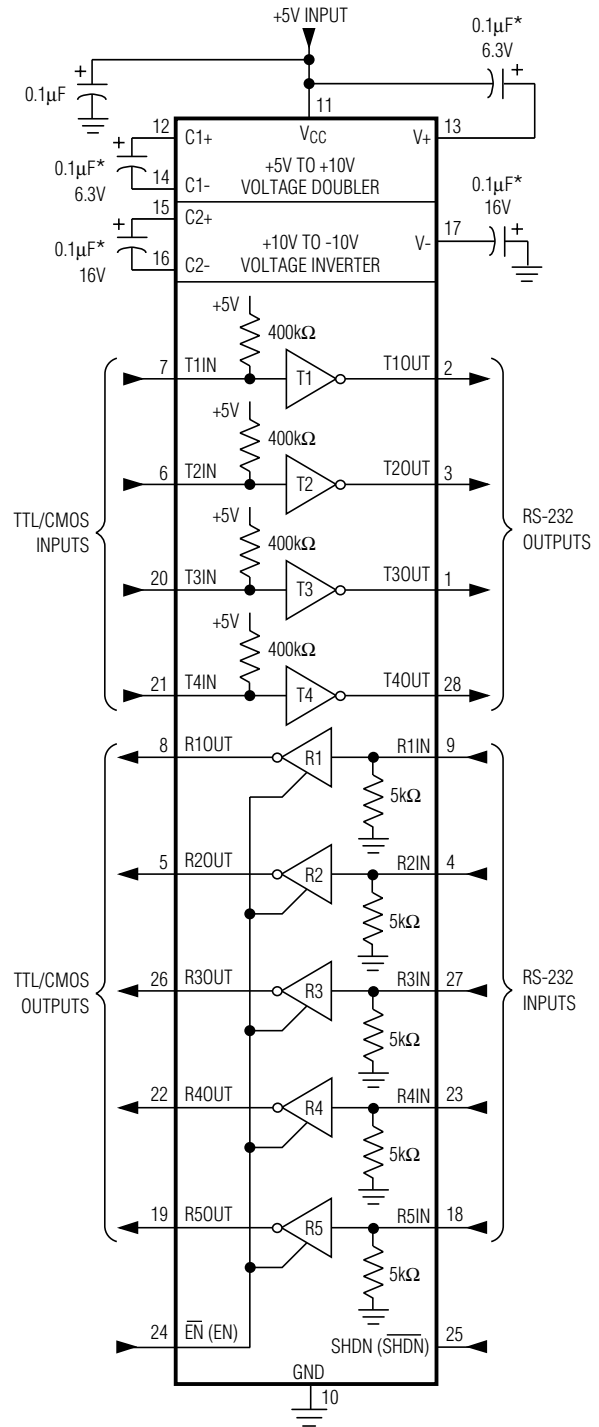 +5V INPUT
0.1µF*
6.3V
+
+
0.1µF
11
12
C1+
VCC
V+
13
+
0.1µF*
6.3V
+5V TO +10V
VOLTAGE DOUBLER
14
C1-
15
C2+
0.1µF*
16V
+
0.1µF*
16V
+10V TO -10V
VOLTAGE INVERTER
V-
17
+
16
C2-
+5V
400kΩ
7
T1IN
T1
T1OUT
2
+5V
400kΩ
6
T2IN
T2
T2OUT
3
TTL/CMOS
INPUTS
RS-232
OUTPUTS
+5V
400kΩ
20
T3IN
T3
T3OUT
1
+5V
400kΩ
21
T4IN
T4
T4OUT
28
8
R1OUT
R1
R1IN
9
5kΩ
5
R2OUT
R2
R2IN
4
5kΩ
TTL/CMOS
OUTPUTS
RS-232
INPUTS
26
R3OUT
R3
R3IN
27
5kΩ
22
R4OUT
R4
R4IN
23
5kΩ
19
R5OUT
R5
R5IN
18
5kΩ
24
E̅N̅ (EN)
SHDN (S̅H̅D̅N̅)
25
GND
10